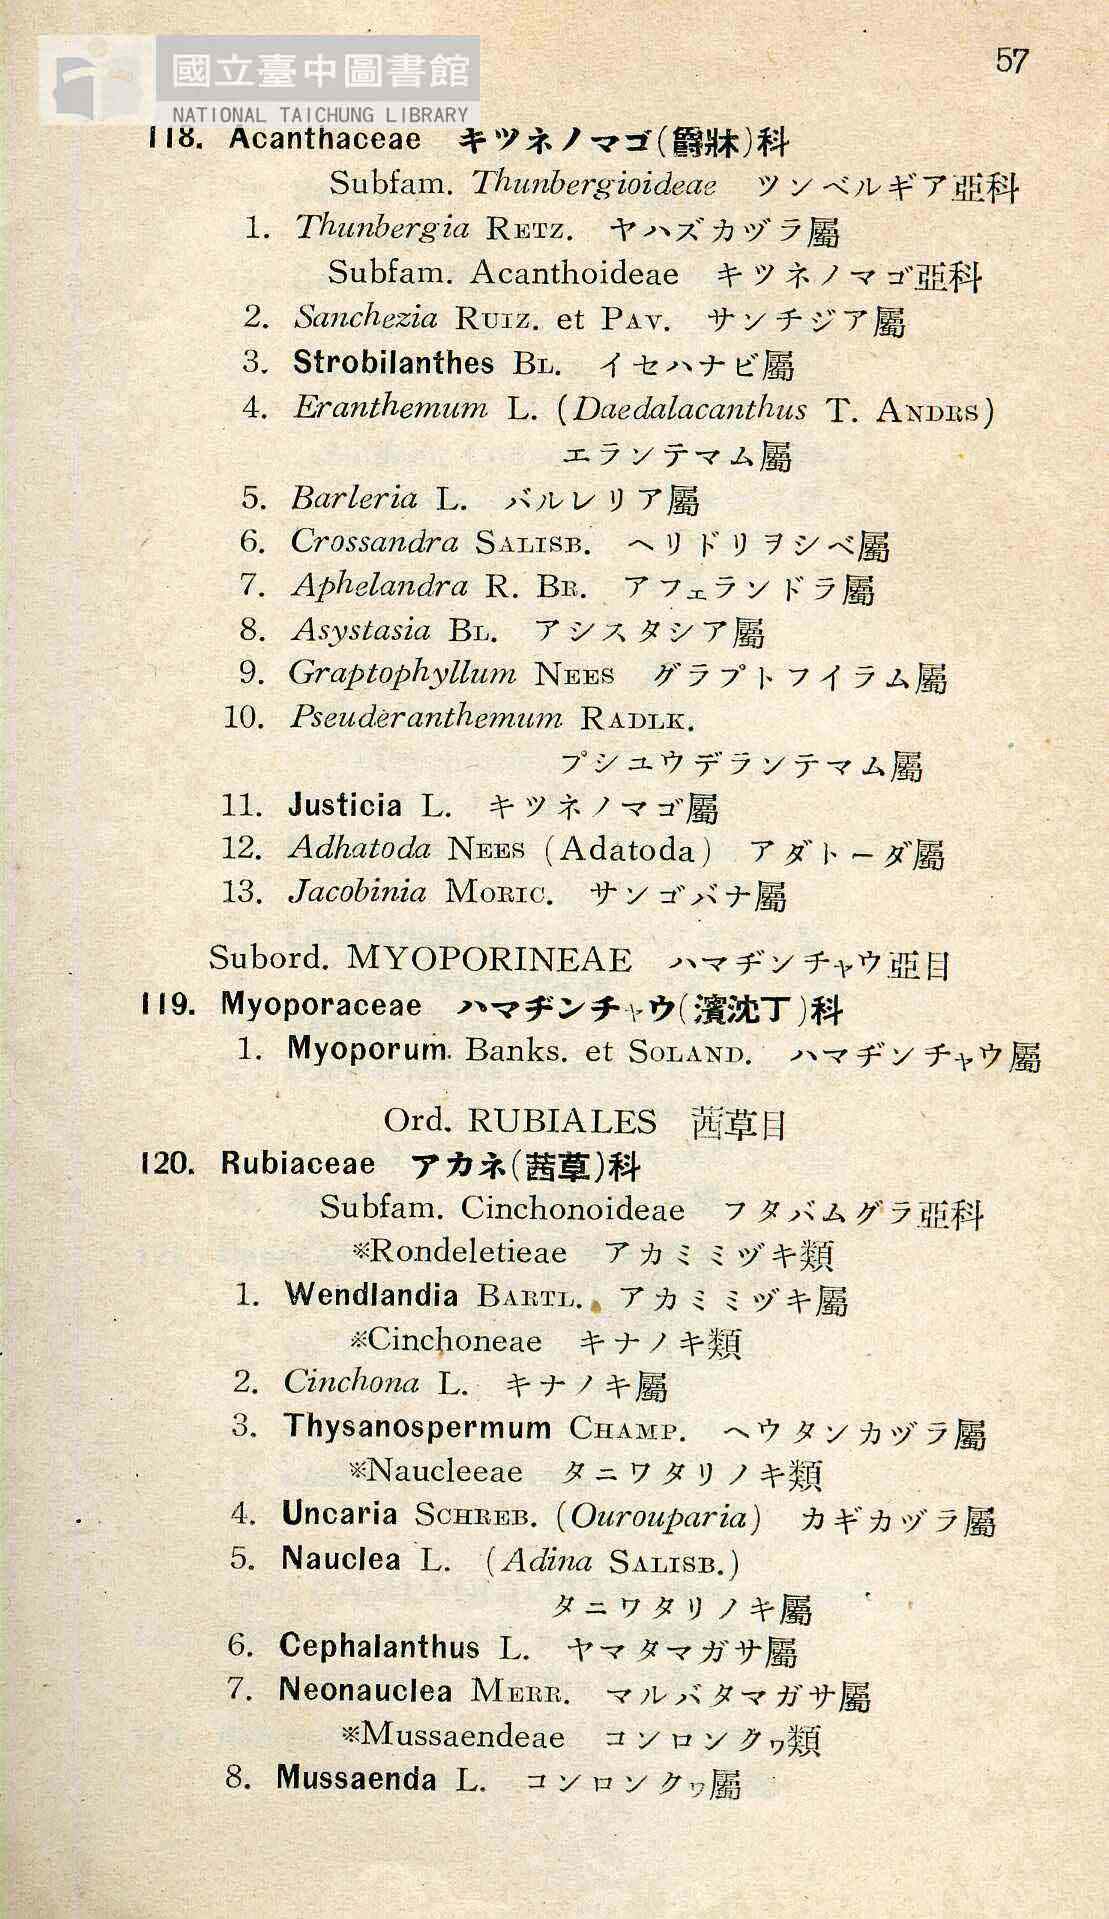 57
國立臺中圖書館
NATIONAL TAICHUNG LIBRARY
118. Acanthaceae キツネノマゴ(爵牀)科
Subfam. Thunbergioideae ツンベルギア亞科
1. Thunbergia RETZ. ヤハズカヅラ屬
Subfam. Acanthoideae キツネノマゴ亞科
2. Sanchezia RUIZ. et PAV. サンチジア屬
3. Strobilanthes BL. イセハナビ屬
4. Eranthemum L. (Daedalacanthus T. ANDRS)
エランテマム屬
5. Barleria L. バルレリア屬
6. Crossandra SALISB. ヘリドリヲシベ屬
7. Aphelandra R. BR. アフェランドラ屬
8. Asystasia BL. アシスタシア屬
9. Graptophyllum NEES グラプトフイラム屬
10. Pseuderanthemum RADLK.
プシユウデランテマム屬
11. Justicia L. キツネノマゴ屬
12. Adhatoda NEES (Adatoda) アダトーダ屬
13. Jacobinia MORIC. サンゴバナ屬
Subord. MYOPORINEAE ハマヂンチャウ亞目
119. Myoporaceae ハマヂンチャウ(濱沈丁)科
1. Myoporum Banks. et SOLAND. ハマヂンチャウ屬
Ord. RUBIALES 茜草目
120. Rubiaceae アカネ(茜草)科
Subfam. Cinchonoideae フタバムグラ亞科
※Rondeletieae アカミミヅキ類
1. Wendlandia BARTL. アカミミヅキ屬
※Cinchoneae キナノキ類
2. Cinchona L. キナノキ屬
3. Thysanospermum CHAMP. ヘウタンカヅラ屬
※Naucleeae タニワタリノキ類
4. Uncaria SCHREB. (Ourouparia) カギカヅラ屬
5. Nauclea L. (Adina SALISB.)
タニワタリノキ屬
6. Cephalanthus L. ヤマタマガサ屬
7. Neonauclea MERR. マルバタマガサ屬
※Mussaendeae コンロンクヮ類
8. Mussaenda L. コンロンクヮ屬